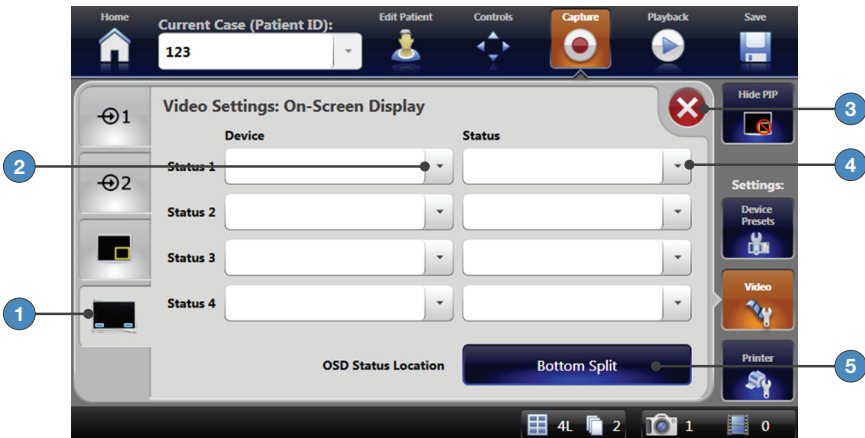 Home
Current Case (Patient ID):
123
Edit Patient
Controls
Capture
Playback
Save
1
2
Video Settings: On-Screen Display
Device
Status
Status 1
Status 2
Status 3
Status 4
OSD Status Location
Bottom Split
Hide PIP
Settings:
Device
Presets
Video
Printer
4L
2
1
0
1
2
3
4
5